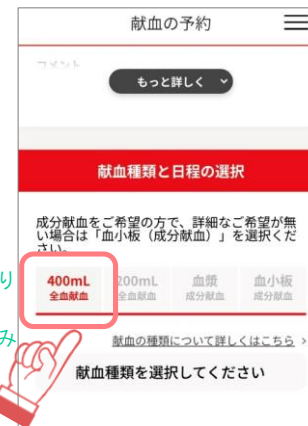 献血の予約
コメント
もっと詳しく
献血種類と日程の選択
成分献血をご希望の方で、詳細なご希望が無
い場合は「血小板（成分献血）」を選択くだ
さい。
り
400mL 200mL 血漿 血小板
全血献血 全血献血 成分献血 成分献血
み
献血の種類について詳しくはこちら >
献血種類を選択してください